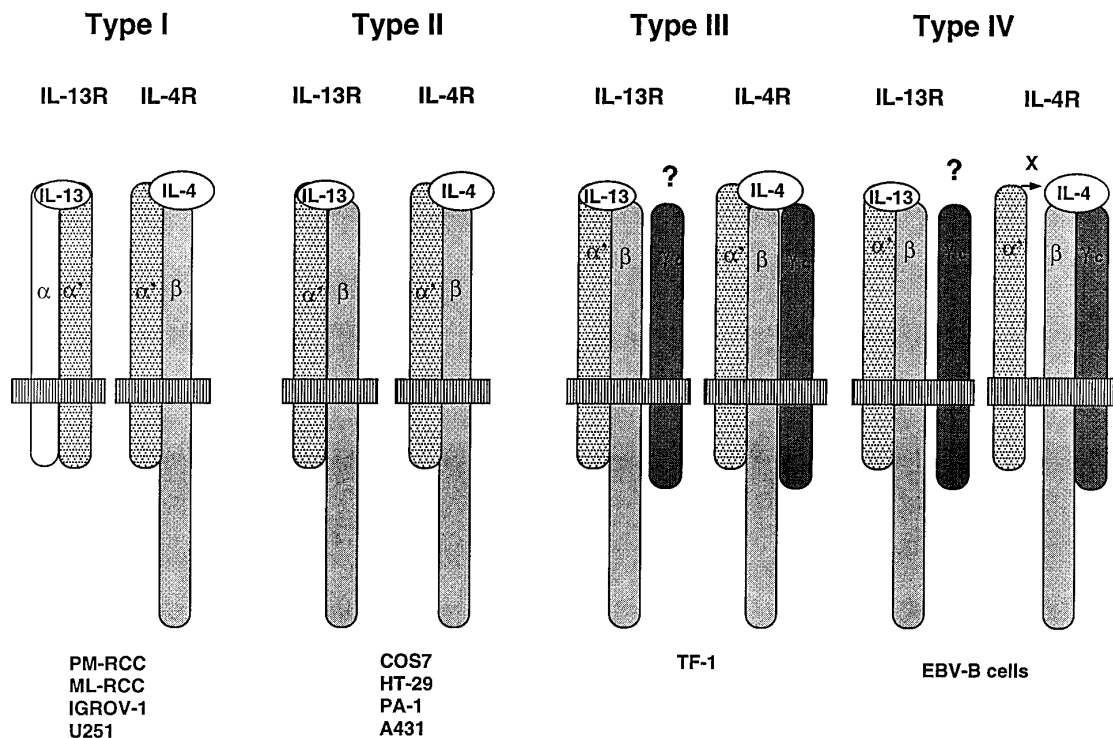 Type I Type II Type III Type IV
IL-13R IL-4R IL-13R IL-4R IL-13R IL-4R IL-13R IL-4R
? ? X
IL-13 IL-4 IL-13 IL-4 IL-13 IL-4 IL-13 IL-4
α' β γc α' β γc α' β γc α' β γc
α α' α' β α' β α' β
PM-RCC COS7 TF-1 EBV-B cells
ML-RCC HT-29
IGROV-1 PA-1
U251 A431